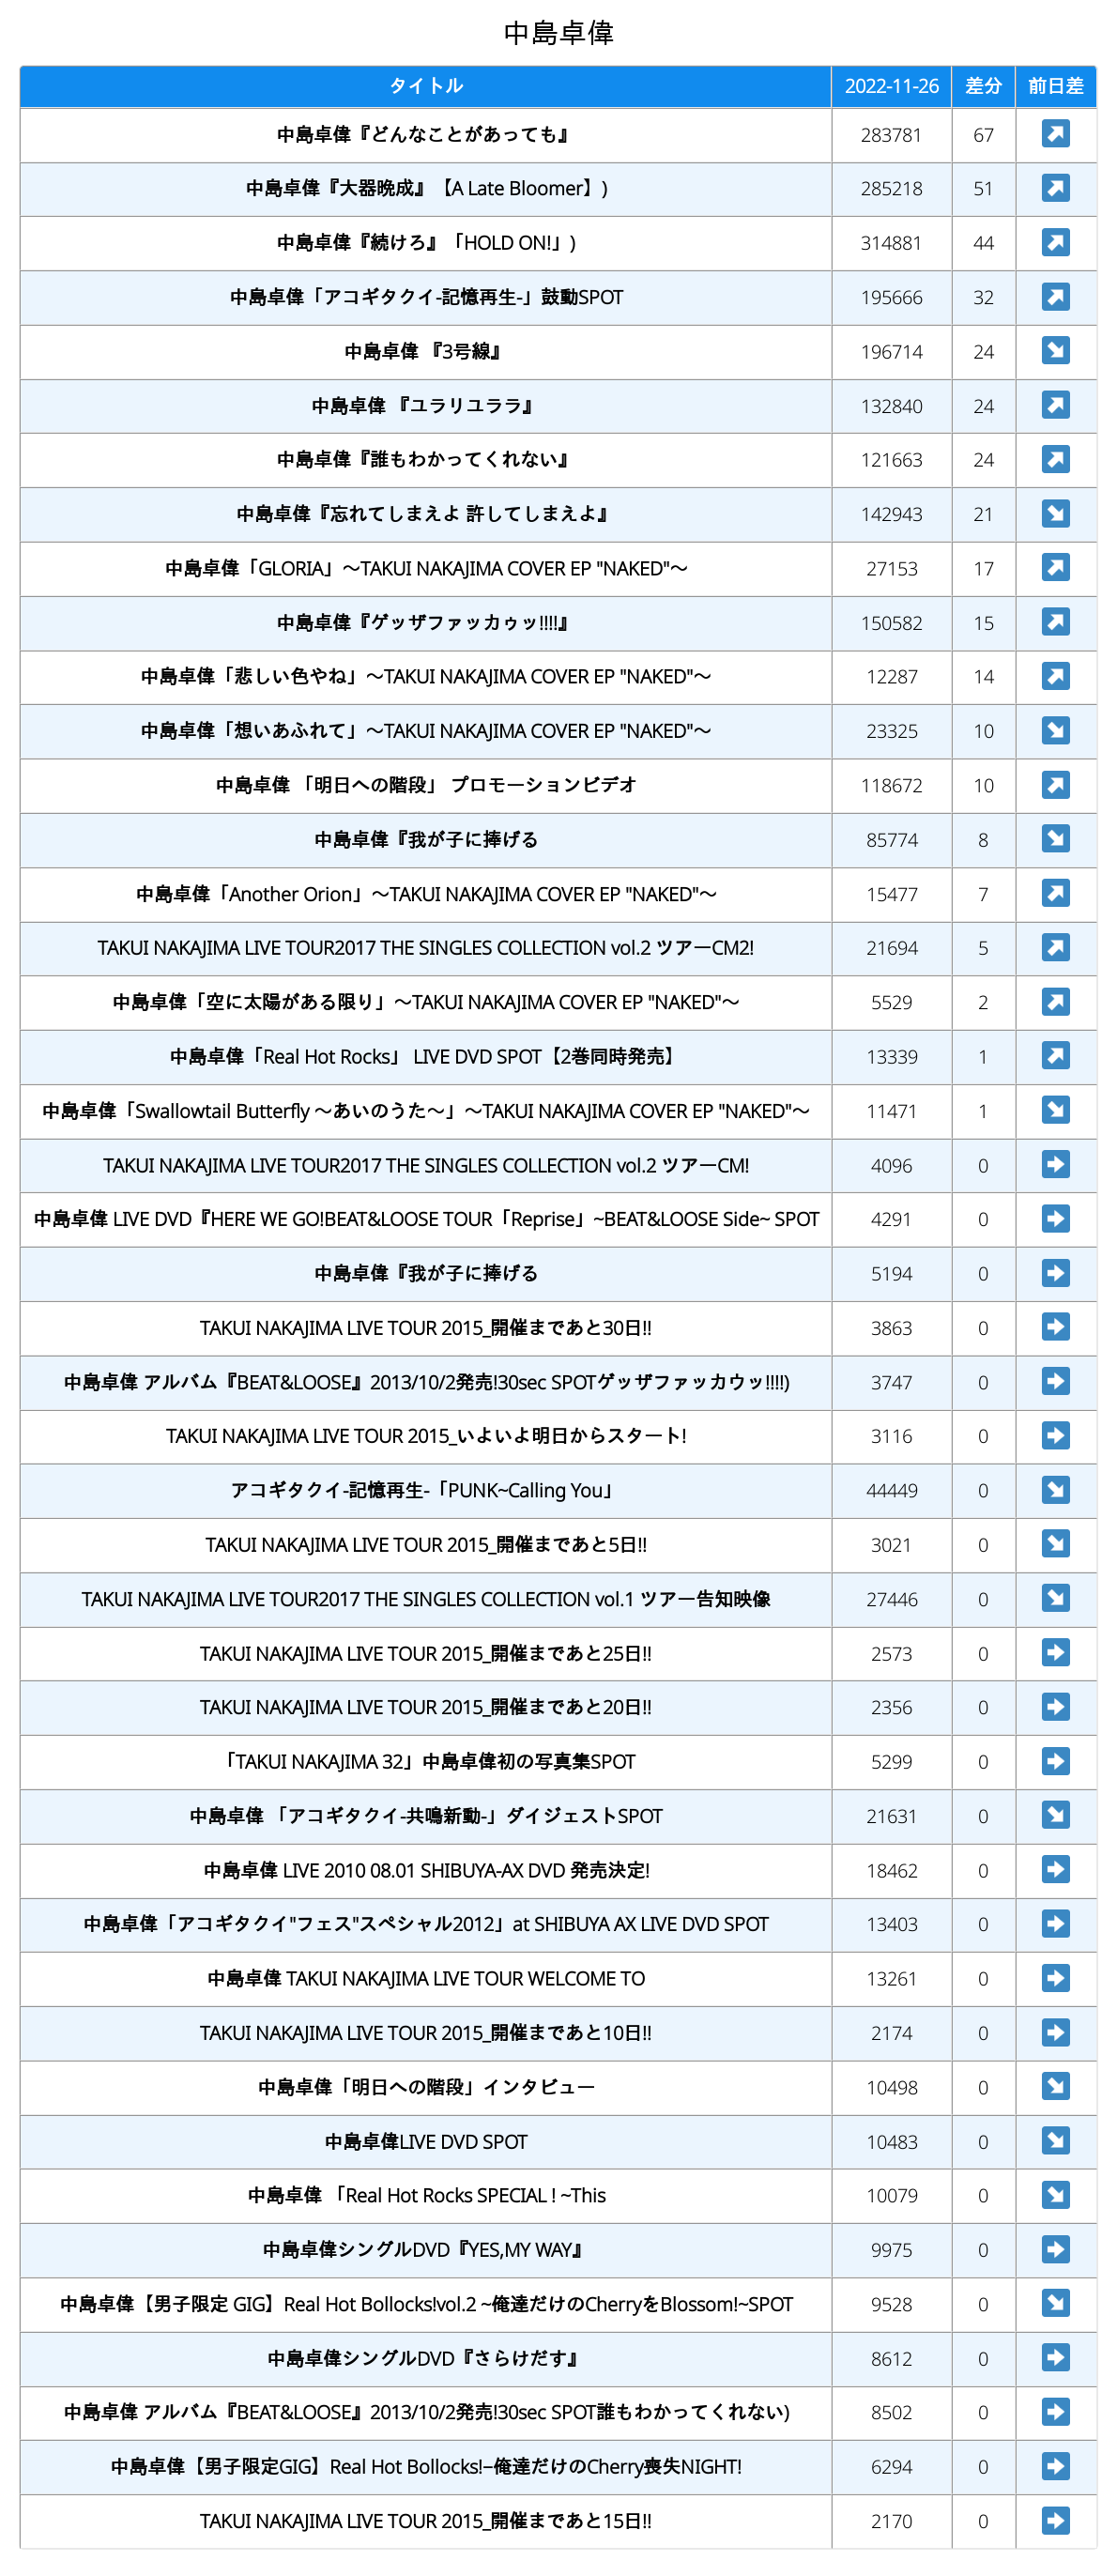 中島卓偉
タイトル 2022-11-26 差分 前日差
中島卓偉『どんなことがあっても』 283781 67 ↗
中島卓偉『大器晩成』【A Late Bloomer】) 285218 51 ↗
中島卓偉『続けろ』「HOLD ON!」) 314881 44 ↗
中島卓偉「アコギタクイ-記憶再生-」鼓動SPOT 195666 32 ↗
中島卓偉 『3号線』 196714 24 ↘
中島卓偉 『ユラリユララ』 132840 24 ↗
中島卓偉『誰もわかってくれない』 121663 24 ↗
中島卓偉『忘れてしまえよ 許してしまえよ』 142943 21 ↘
中島卓偉「GLORIA」〜TAKUI NAKAJIMA COVER EP "NAKED"〜 27153 17 ↗
中島卓偉『ゲッザファッカゥッ!!!!』 150582 15 ↗
中島卓偉「悲しい色やね」〜TAKUI NAKAJIMA COVER EP "NAKED"〜 12287 14 ↗
中島卓偉「想いあふれて」〜TAKUI NAKAJIMA COVER EP "NAKED"〜 23325 10 ↘
中島卓偉 「明日への階段」 プロモーションビデオ 118672 10 ↗
中島卓偉『我が子に捧げる 85774 8 ↘
中島卓偉「Another Orion」〜TAKUI NAKAJIMA COVER EP "NAKED"〜 15477 7 ↗
TAKUI NAKAJIMA LIVE TOUR2017 THE SINGLES COLLECTION vol.2 ツアーCM2! 21694 5 ↗
中島卓偉「空に太陽がある限り」〜TAKUI NAKAJIMA COVER EP "NAKED"〜 5529 2 ↗
中島卓偉「Real Hot Rocks」 LIVE DVD SPOT【2巻同時発売】 13339 1 ↗
中島卓偉「Swallowtail Butterfly 〜あいのうた〜」〜TAKUI NAKAJIMA COVER EP "NAKED"〜 11471 1 ↘
TAKUI NAKAJIMA LIVE TOUR2017 THE SINGLES COLLECTION vol.2 ツアーCM! 4096 0 →
中島卓偉 LIVE DVD『HERE WE GO!BEAT&LOOSE TOUR「Reprise」~BEAT&LOOSE Side~ SPOT 4291 0 →
中島卓偉『我が子に捧げる 5194 0 →
TAKUI NAKAJIMA LIVE TOUR 2015_開催まであと30日!! 3863 0 →
中島卓偉 アルバム『BEAT&LOOSE』2013/10/2発売!30sec SPOTゲッザファッカウッ!!!!) 3747 0 →
TAKUI NAKAJIMA LIVE TOUR 2015_いよいよ明日からスタート! 3116 0 →
アコギタクイ-記憶再生-「PUNK~Calling You」 44449 0 ↘
TAKUI NAKAJIMA LIVE TOUR 2015_開催まであと5日!! 3021 0 ↘
TAKUI NAKAJIMA LIVE TOUR2017 THE SINGLES COLLECTION vol.1 ツアー告知映像 27446 0 ↘
TAKUI NAKAJIMA LIVE TOUR 2015_開催まであと25日!! 2573 0 →
TAKUI NAKAJIMA LIVE TOUR 2015_開催まであと20日!! 2356 0 →
「TAKUI NAKAJIMA 32」中島卓偉初の写真集SPOT 5299 0 →
中島卓偉 「アコギタクイ-共鳴新動-」ダイジェストSPOT 21631 0 ↘
中島卓偉 LIVE 2010 08.01 SHIBUYA-AX DVD 発売決定! 18462 0 →
中島卓偉「アコギタクイ"フェス"スペシャル2012」at SHIBUYA AX LIVE DVD SPOT 13403 0 →
中島卓偉 TAKUI NAKAJIMA LIVE TOUR WELCOME TO 13261 0 →
TAKUI NAKAJIMA LIVE TOUR 2015_開催まであと10日!! 2174 0 →
中島卓偉「明日への階段」インタビュー 10498 0 ↘
中島卓偉LIVE DVD SPOT 10483 0 ↘
中島卓偉 「Real Hot Rocks SPECIAL ! ~This 10079 0 ↘
中島卓偉シングルDVD『YES,MY WAY』 9975 0 →
中島卓偉【男子限定 GIG】Real Hot Bollocks!vol.2 ~俺達だけのCherryをBlossom!~SPOT 9528 0 ↘
中島卓偉シングルDVD『さらけだす』 8612 0 →
中島卓偉 アルバム『BEAT&LOOSE』2013/10/2発売!30sec SPOT誰もわかってくれない) 8502 0 →
中島卓偉【男子限定GIG】Real Hot Bollocks!−俺達だけのCherry喪失NIGHT! 6294 0 →
TAKUI NAKAJIMA LIVE TOUR 2015_開催まであと15日!! 2170 0 →